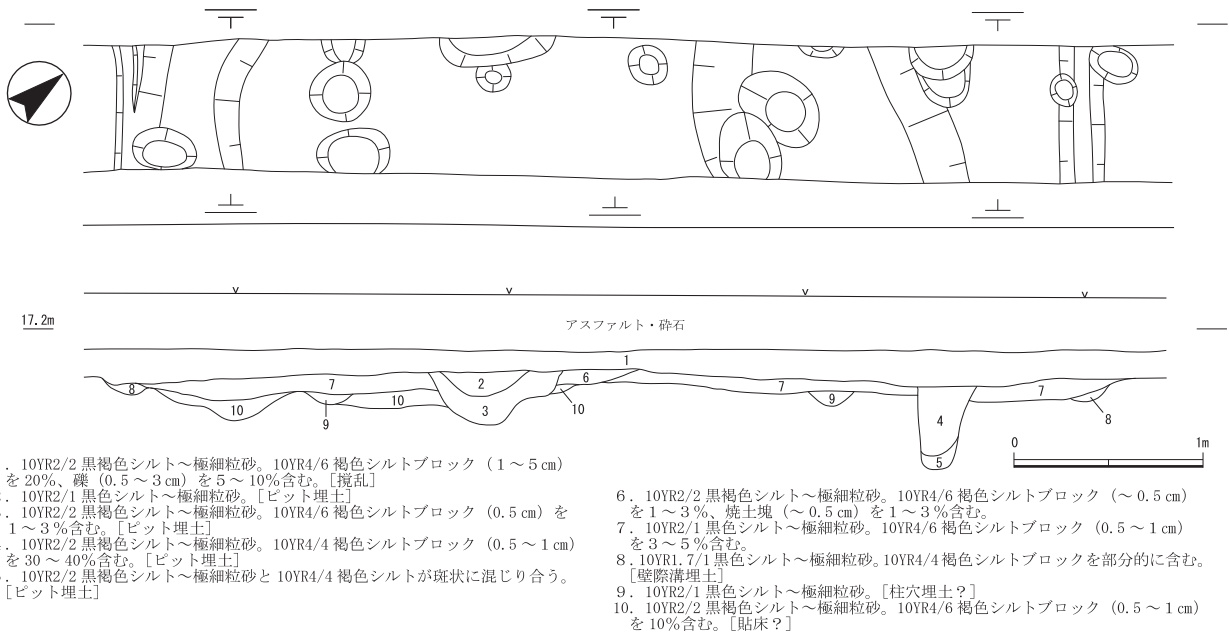 17.2m
アスファルト・砕石
1
2
3
4
5
6
7
7
7
8
8
9
9
10
10
10
0
1m
. 10YR2/2 黒褐色シルト～極細粒砂。10YR4/6 褐色シルトブロック（1～5㎝）
を 20%、礫（0.5～3㎝）を 5～10%含む。[撹乱]
. 10YR2/1 黒色シルト～極細粒砂。[ピット埋土]
. 10YR2/2 黒褐色シルト～極細粒砂。10YR4/6 褐色シルトブロック（0.5㎝）を
1～3%含む。[ピット埋土]
. 10YR2/2 黒褐色シルト～極細粒砂。10YR4/4 褐色シルトブロック（0.5～1㎝）
を 30～40%含む。[ピット埋土]
. 10YR2/2 黒褐色シルト～極細粒砂と 10YR4/4 褐色シルトが斑状に混じり合う。
[ピット埋土]
6. 10YR2/2 黒褐色シルト～極細粒砂。10YR4/6 褐色シルトブロック（～0.5㎝）
を 1～3%、焼土塊（～0.5㎝）を 1～3%含む。
7. 10YR2/1 黒色シルト～極細粒砂。10YR4/6 褐色シルトブロック（0.5～1㎝）
を 3～5%含む。
8. 10YR1.7/1 黒色シルト～極細粒砂。10YR4/4 褐色シルトブロックを部分的に含む。
[壁際溝埋土]
9. 10YR2/1 黒色シルト～極細粒砂。[柱穴埋土？]
10. 10YR2/2 黒褐色シルト～極細粒砂。10YR4/6 褐色シルトブロック（0.5～1㎝）
を 10%含む。[貼床？]